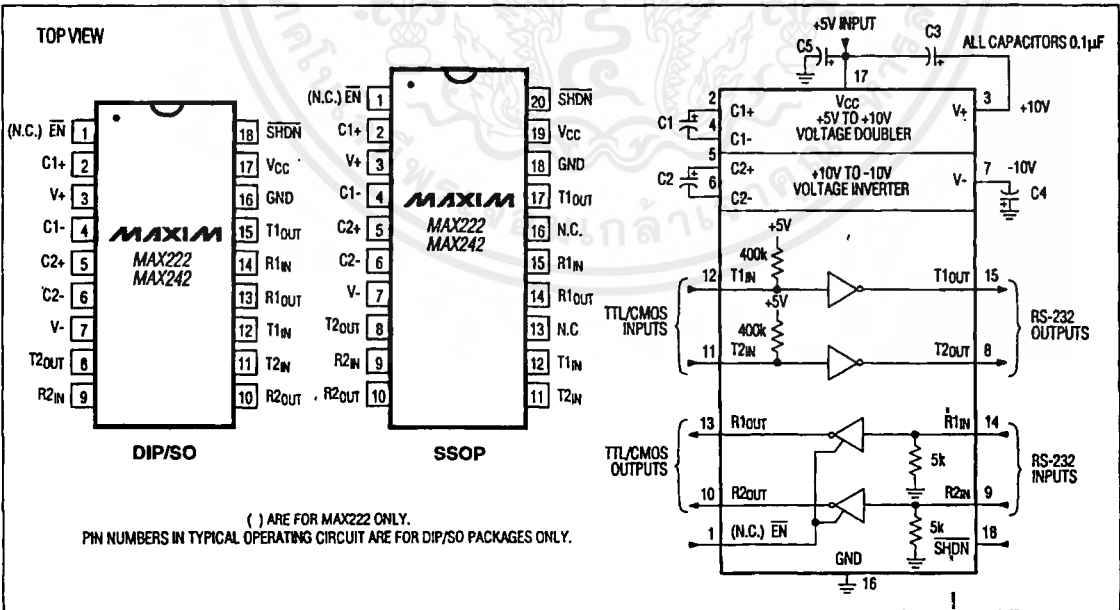 TOP VIEW
(N.C.) EN 1
C1+ 2
V+ 3
C1- 4
C2+ 5
C2- 6
V- 7
T2OUT 8
R2IN 9
18 SHDN
17 VCC
16 GND
15 T1OUT
14 R1IN
13 R1OUT
12 T1IN
11 T2IN
10 R2OUT
MAXIM
MAX222
MAX242
DIP/SO
(N.C.) EN 1
C1+ 2
V+ 3
C1- 4
C2+ 5
C2- 6
V- 7
T2OUT 8
R2IN 9
R2OUT 10
20 SHDN
19 VCC
18 GND
17 T1OUT
16 N.C.
15 R1IN
14 R1OUT
13 N.C
12 T1IN
11 T2IN
MAXIM
MAX222
MAX242
SSOP
( ) ARE FOR MAX222 ONLY.
PIN NUMBERS IN TYPICAL OPERATING CIRCUIT ARE FOR DIP/SO PACKAGES ONLY.
+5V INPUT
C5
C3
ALL CAPACITORS 0.1µF
17
2 C1+
C1
4 C1-
VCC
+5V TO +10V
VOLTAGE DOUBLER
V+ 3 +10V
5 C2+
C2
6 C2-
+10V TO -10V
VOLTAGE INVERTER
V- 7 -10V
C4
+5V
400k
12 T1IN
T1OUT 15
+5V
400k
TTL/CMOS
INPUTS
RS-232
OUTPUTS
11 T2IN
T2OUT 8
13 R1OUT
R1IN 14
5k
TTL/CMOS
OUTPUTS
RS-232
INPUTS
10 R2OUT
R2IN 9
5k
1 (N.C.) EN
SHDN 18
GND
16